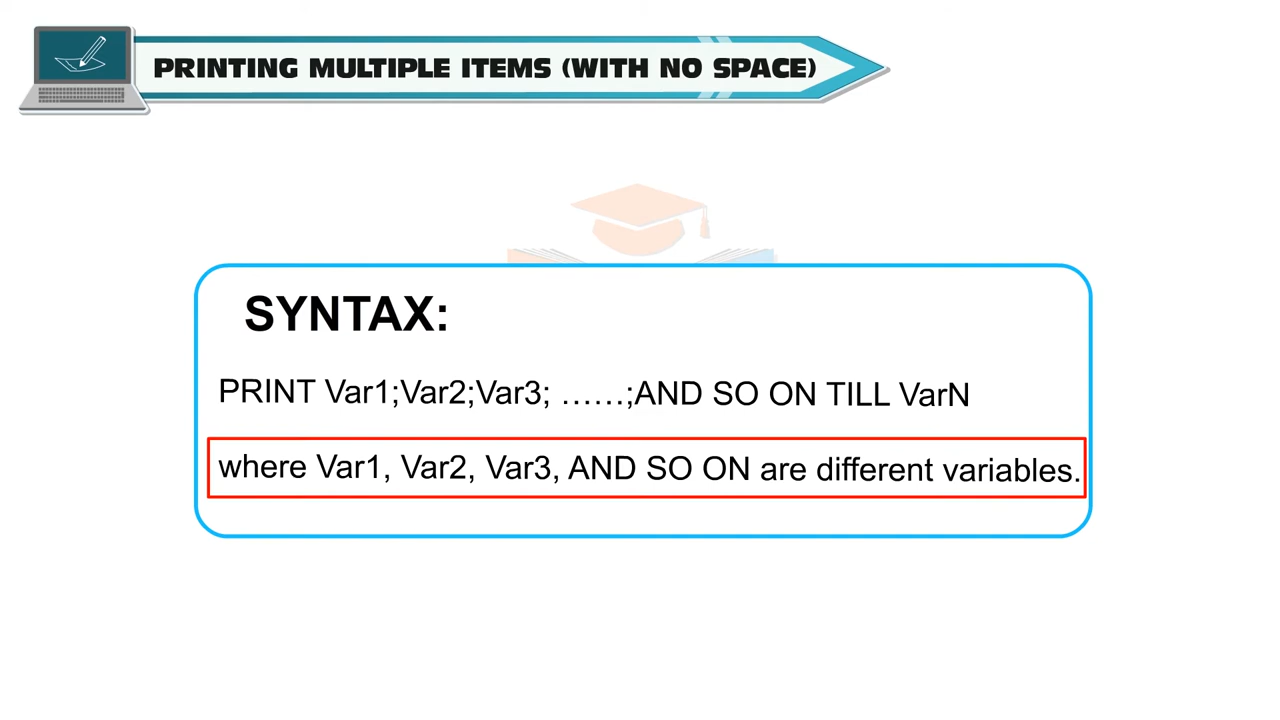 PRINTING MULTIPLE ITEMS (WITH NO SPACE)
SYNTAX:
PRINT Var1;Var2;Var3; ......;AND SO ON TILL VarN
where Var1, Var2, Var3, AND SO ON are different variables.